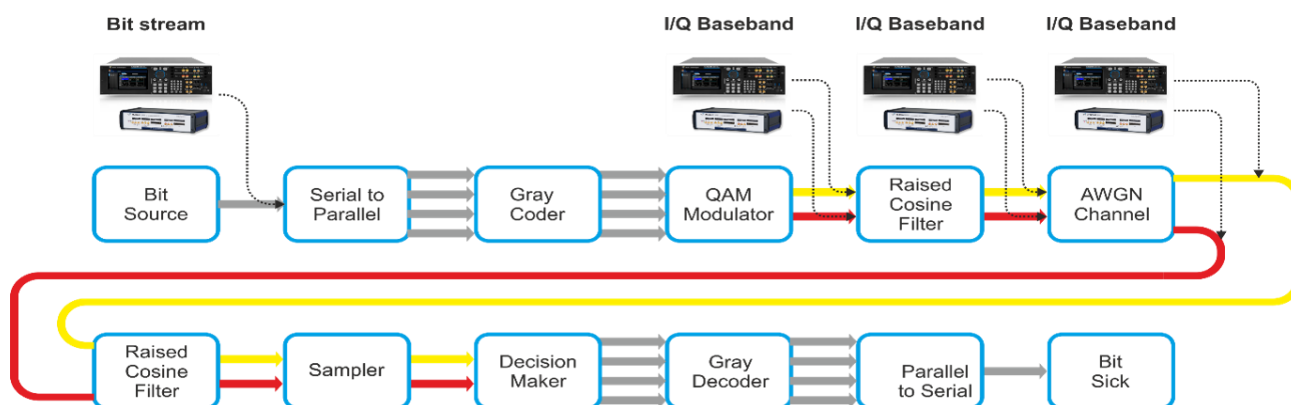 Bit stream
I/Q Baseband
I/Q Baseband
I/Q Baseband
Bit
Source
Serial to
Parallel
Gray
Coder
QAM
Modulator
Raised
Cosine
Filter
AWGN
Channel
Raised
Cosine
Filter
Sampler
Decision
Maker
Gray
Decoder
Parallel
to Serial
Bit
Sick